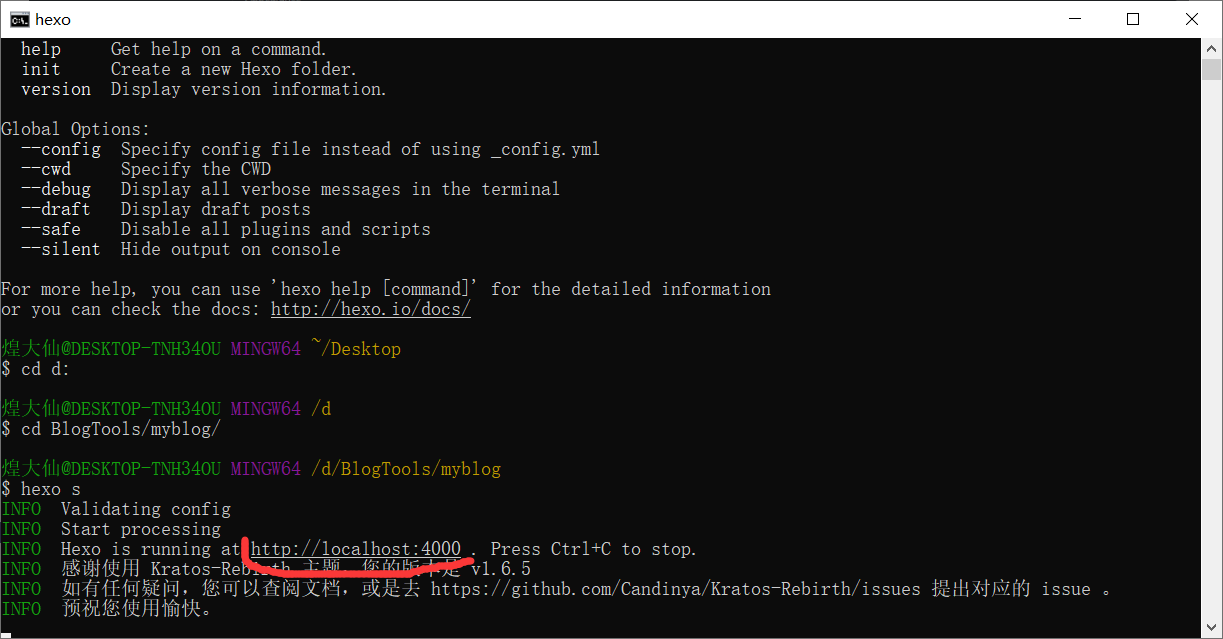 hexo
help Get help on a command.
init Create a new Hexo folder.
version Display version information.
Global Options:
--config Specify config file instead of using _config.yml
--cwd Specify the CWD
--debug Display all verbose messages in the terminal
--draft Display draft posts
--safe Disable all plugins and scripts
--silent Hide output on console
For more help, you can use 'hexo help [command]' for the detailed information
or you can check the docs: http://hexo.io/docs/
煌大仙@DESKTOP-TNH34OU MINGW64 ~/Desktop
$ cd d:
煌大仙@DESKTOP-TNH34OU MINGW64 /d
$ cd BlogTools/myblog/
煌大仙@DESKTOP-TNH34OU MINGW64 /d/BlogTools/myblog
$ hexo s
INFO Validating config
INFO Start processing
INFO Hexo is running at http://localhost:4000 . Press Ctrl+C to stop.
INFO 感谢使用 Kratos-Rebirth 主题，您的版本是 v1.6.5
INFO 如有任何疑问，您可以查阅文档，或是去 https://github.com/Candinya/Kratos-Rebirth/issues 提出对应的 issue 。
INFO 预祝您使用愉快。